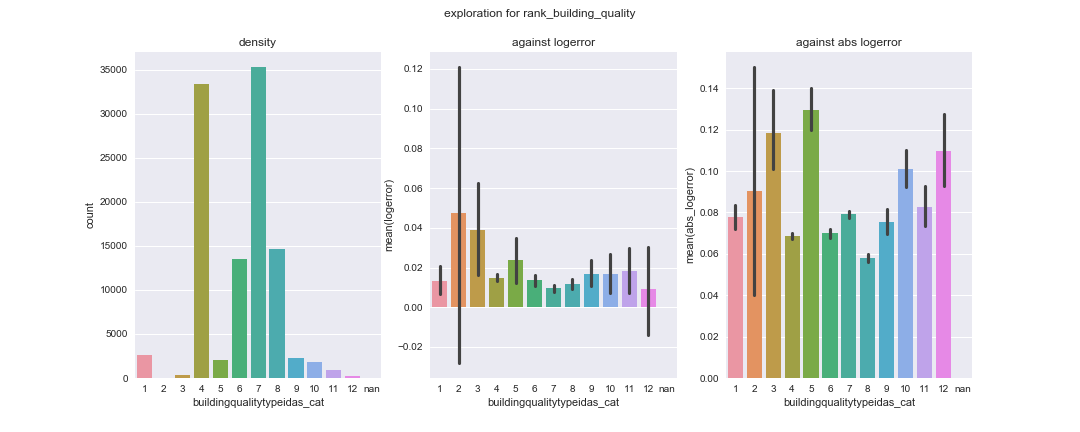 exploration for rank_building_quality
density
35000
30000
25000
20000
15000
10000
5000
0
count
1 2 3 4 5 6 7 8 9 10 11 12 nan
buildingqualitytypeidas_cat
against logerror
0.12
0.10
0.08
0.06
0.04
0.02
0.00
−0.02
mean(logerror)
1 2 3 4 5 6 7 8 9 10 11 12 nan
buildingqualitytypeidas_cat
against abs logerror
0.14
0.12
0.10
0.08
0.06
0.04
0.02
0.00
mean(abs_logerror)
1 2 3 4 5 6 7 8 9 10 11 12 nan
buildingqualitytypeidas_cat